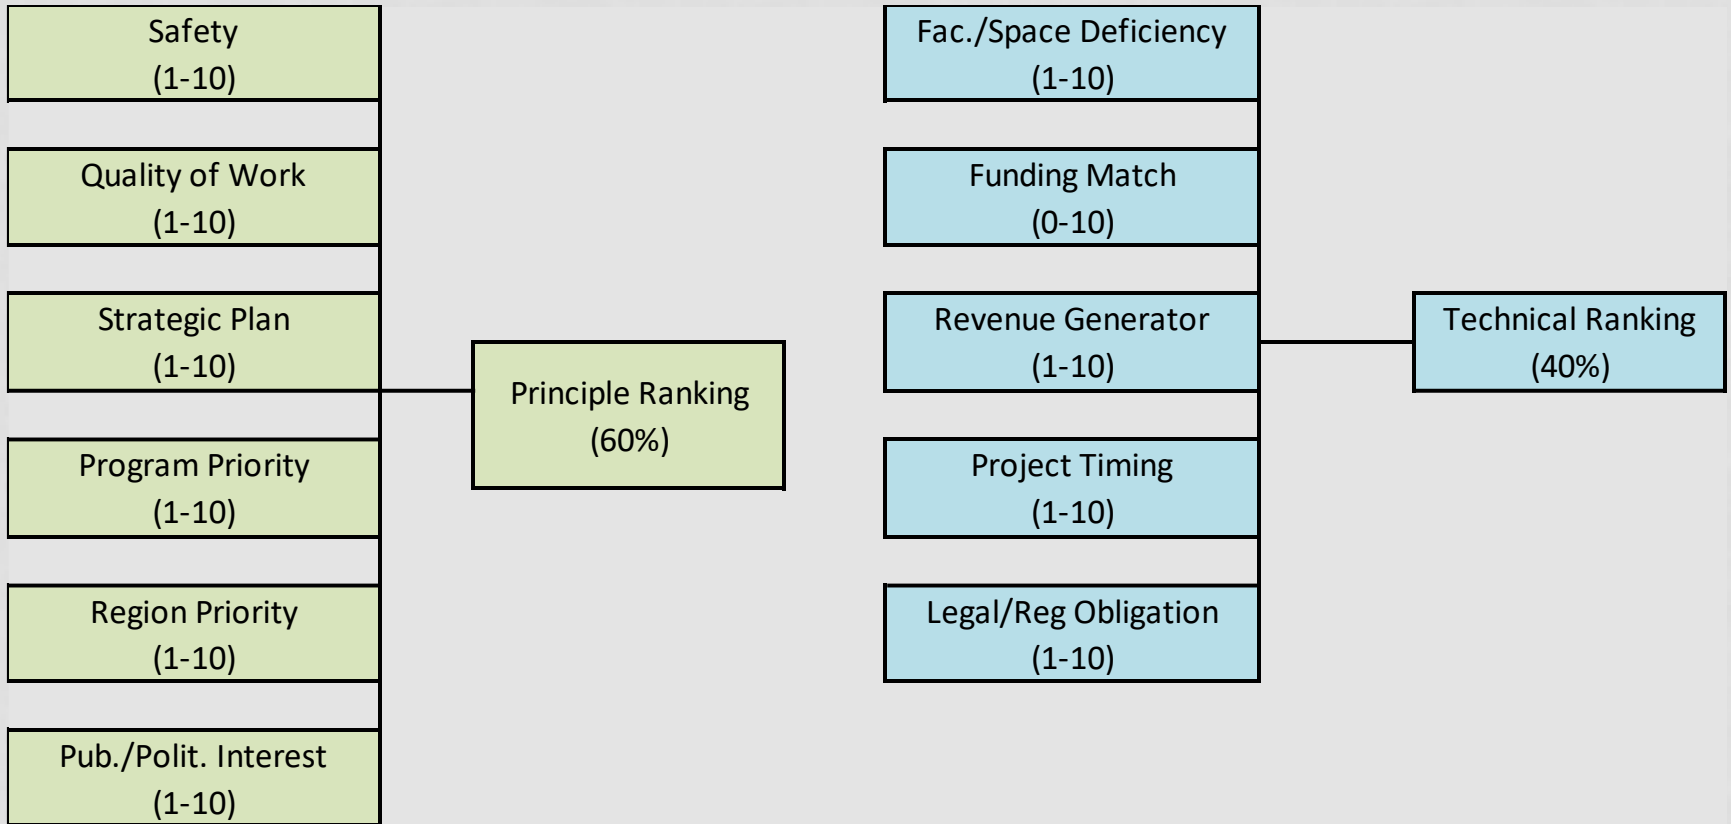 Safety
(1-10)
Quality of Work
(1-10)
Strategic Plan
(1-10)
Program Priority
(1-10)
Region Priority
(1-10)
Pub./Polit. Interest
(1-10)
Principle Ranking
(60%)
Fac./Space Deficiency
(1-10)
Funding Match
(0-10)
Revenue Generator
(1-10)
Project Timing
(1-10)
Legal/Reg Obligation
(1-10)
Technical Ranking
(40%)